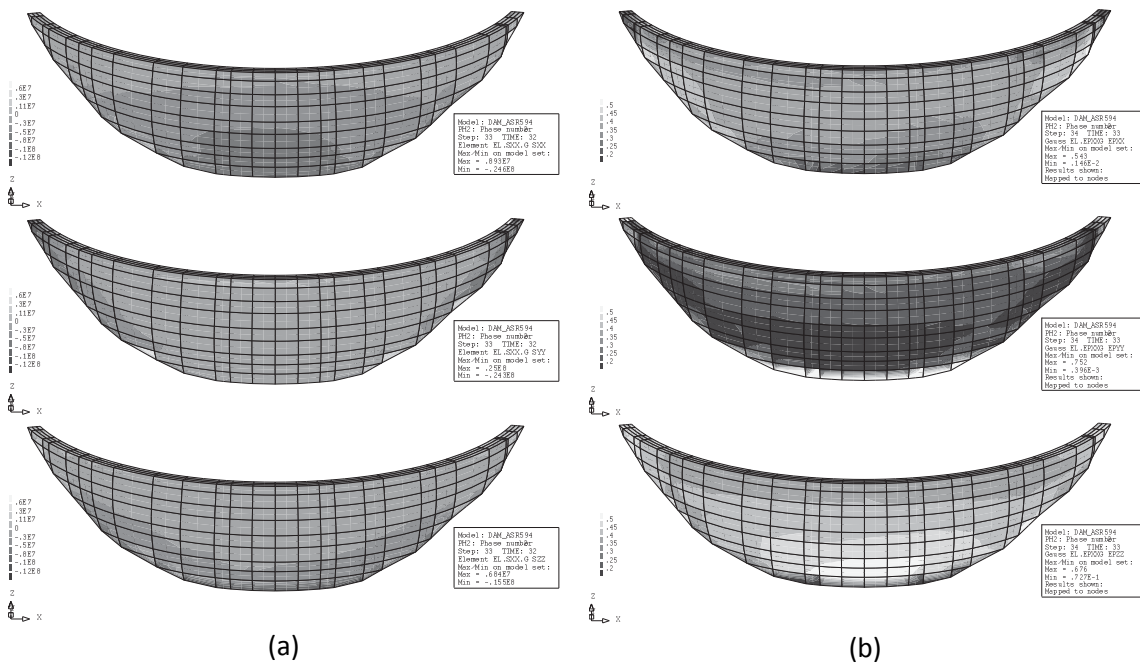 .6E7
.3E7
.11E7
0
-.3E7
-.5E7
-.8E7
-.1E8
-.12E8
Model: DAM_ASR594
PH2: Phase number
Step: 33 TIME: 32
Element EL.SXX.G SXX
Max/Min on model set:
Max = .893E7
Min = -.246E8
Z
X
.5
.45
.4
.35
.3
.25
.2
Model: DAM_ASR594
PH2: Phase number
Step: 34 TIME: 33
Gauss EL.EPXXG EPXX
Max/Min on model set:
Max = .543
Min = .146E-2
Results shown:
Mapped to nodes
Z
X
.6E7
.3E7
.11E7
0
-.3E7
-.5E7
-.8E7
-.1E8
-.12E8
Model: DAM_ASR594
PH2: Phase number
Step: 33 TIME: 32
Element EL.SXX.G SYY
Max/Min on model set:
Max = .25E8
Min = -.243E8
Z
X
.5
.45
.4
.35
.3
.25
.2
Model: DAM_ASR594
PH2: Phase number
Step: 34 TIME: 33
Gauss EL.EPXXG EPYY
Max/Min on model set:
Max = .752
Min = .396E-3
Results shown:
Mapped to nodes
Z
X
.6E7
.3E7
.11E7
0
-.3E7
-.5E7
-.8E7
-.1E8
-.12E8
Model: DAM_ASR594
PH2: Phase number
Step: 33 TIME: 32
Element EL.SXX.G SZZ
Max/Min on model set:
Max = .684E7
Min = -.155E8
Z
X
.5
.45
.4
.35
.3
.25
.2
Model: DAM_ASR594
PH2: Phase number
Step: 34 TIME: 33
Gauss EL.EPXXG EPZZ
Max/Min on model set:
Max = .676
Min = .727E-1
Results shown:
Mapped to nodes
Z
X
(a)
(b)